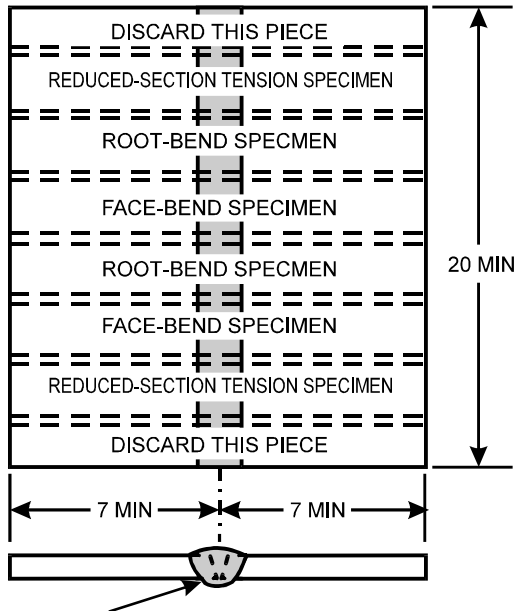 DISCARD THIS PIECE
REDUCED-SECTION TENSION SPECIMEN
ROOT-BEND SPECMEN
FACE-BEND SPECIMEN
ROOT-BEND SPECIMEN
20 MIN
FACE-BEND SPECIMEN
REDUCED-SECTION TENSION SPECIMEN
DISCARD THIS PIECE
7 MIN
7 MIN